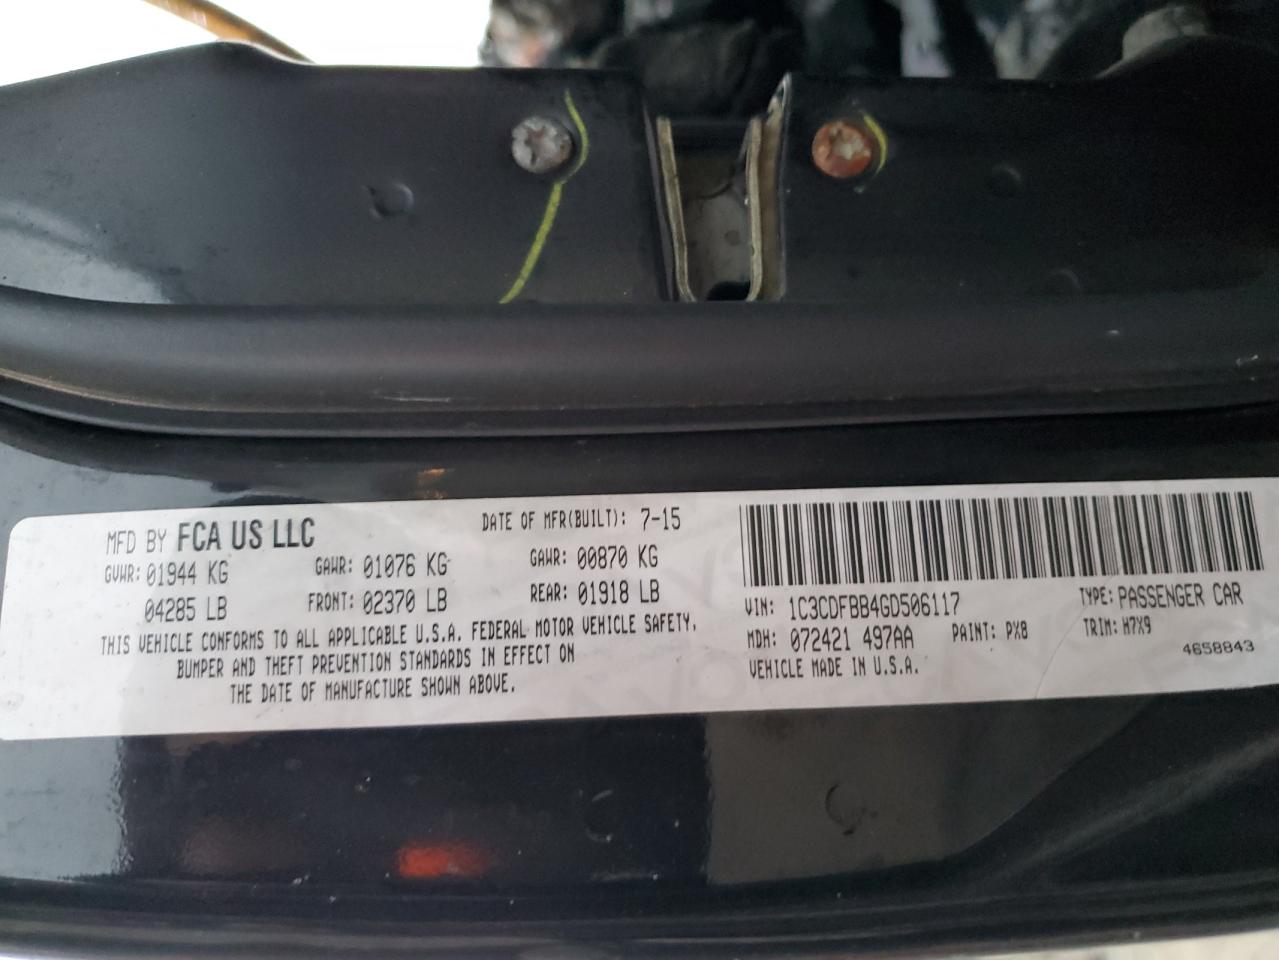 MFD BY FCA US LLC DATE OF MFR(BUILT): 7-15
GVWR: 01944 KG GAWR: 01076 KG GAWR: 00870 KG
04285 LB FRONT: 02370 LB REAR: 01918 LB
THIS VEHICLE CONFORMS TO ALL APPLICABLE U.S.A. FEDERAL MOTOR VEHICLE SAFETY,
BUMPER AND THEFT PREVENTION STANDARDS IN EFFECT ON
THE DATE OF MANUFACTURE SHOWN ABOVE.
VIN: 1C3CDFBB4GD506117 TYPE: PASSENGER CAR
MDH: 072421 497AA PAINT: PX8 TRIM: H7X9
VEHICLE MADE IN U.S.A. 4658843